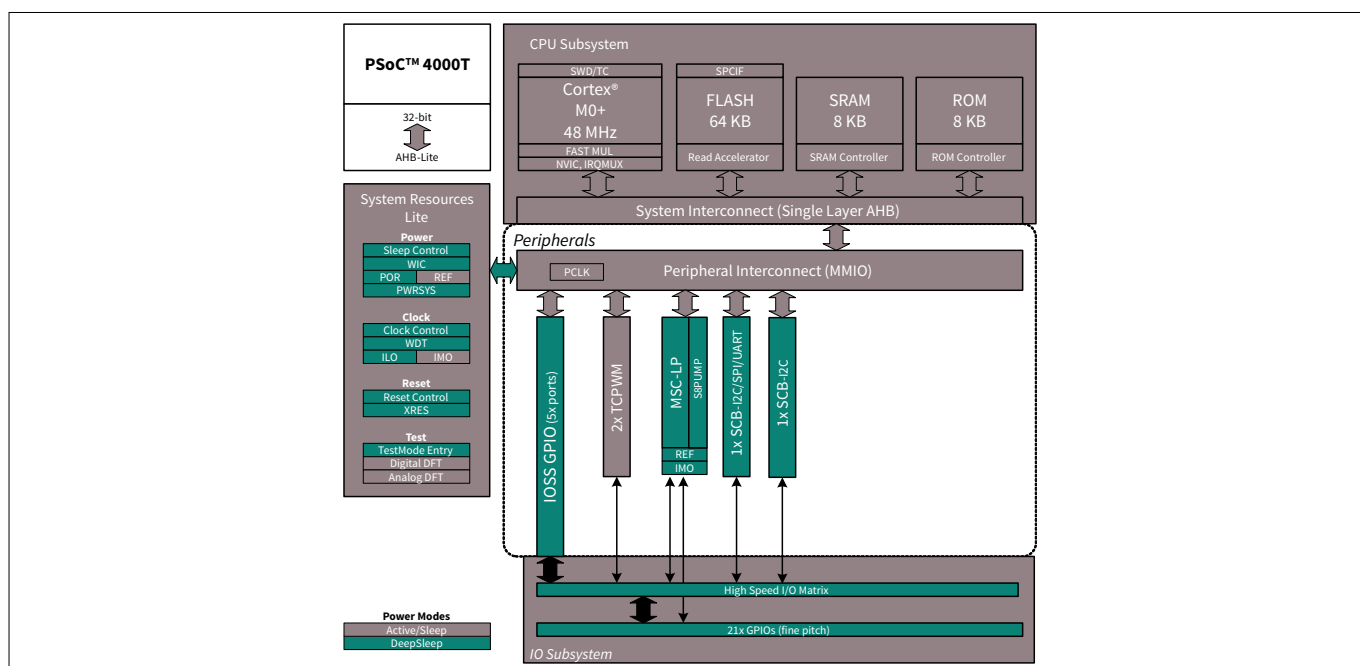 PSoC™ 4000T
32-bit
AHB-Lite
CPU Subsystem
SWD/TC
Cortex®
M0+
48 MHz
FAST MUL
NVIC, IRQMUX
SPCIF
FLASH
64 KB
Read Accelerator
SRAM
8 KB
SRAM Controller
ROM
8 KB
ROM Controller
System Interconnect (Single Layer AHB)
System Resources
Lite
Power
Sleep Control
WIC
POR
REF
PWRSYS
Clock
Clock Control
WDT
ILO
IMO
Reset
Reset Control
XRES
Test
TestMode Entry
Digital DFT
Analog DFT
Peripherals
PCLK
Peripheral Interconnect (MMIO)
IOSS GPIO (5x ports)
2x TCPWM
MSC-LP
S8PUMP
REF
IMO
1x SCB-I2C/SPI/UART
1x SCB-I2C
High Speed I/O Matrix
21x GPIOs (fine pitch)
IO Subsystem
Power Modes
Active/Sleep
DeepSleep